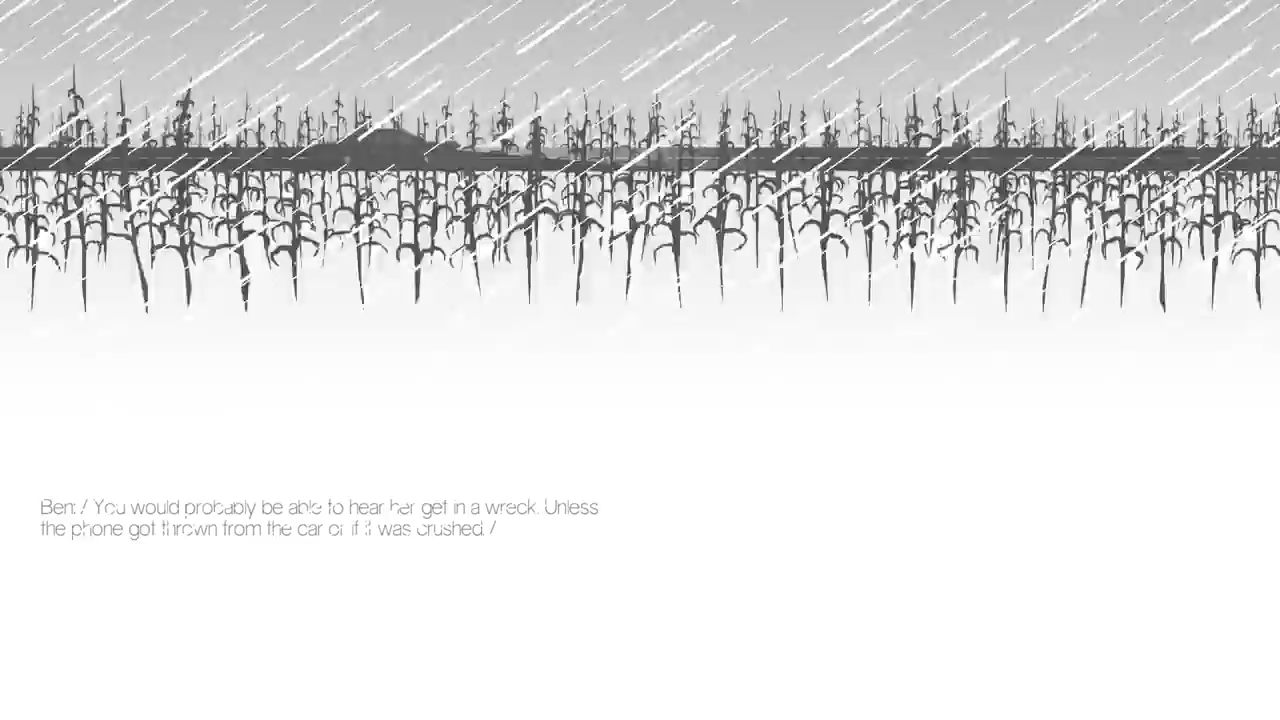 Ben: / You would probably be able to hear her get in a wreck. Unless
the phone got thrown from the car or if it was crushed. /